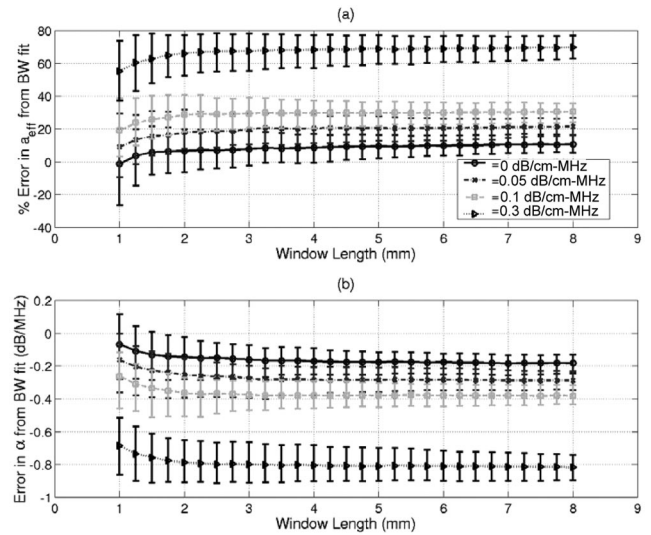 (a)
80
60
40
20
0
-20
-40
% Error in a_eff from BW fit
=0 dB/cm-MHz
=0.05 dB/cm-MHz
=0.1 dB/cm-MHz
=0.3 dB/cm-MHz
0 1 2 3 4 5 6 7 8 9
Window Length (mm)
(b)
0.2
0
-0.2
-0.4
-0.6
-0.8
-1
Error in α from BW fit (dB/MHz)
0 1 2 3 4 5 6 7 8 9
Window Length (mm)